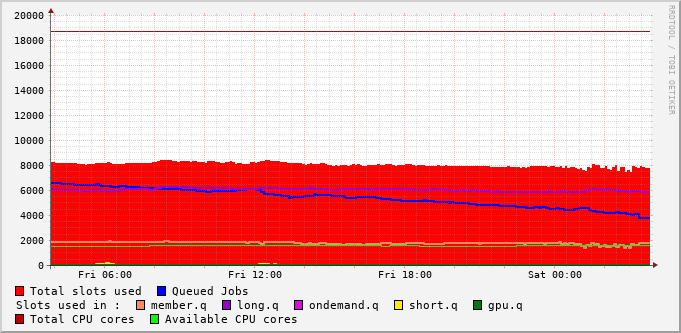 20000
18000
16000
14000
12000
10000
8000
6000
4000
2000
0
Fri 06:00 Fri 12:00 Fri 18:00 Sat 00:00
Total slots used Queued Jobs
Slots used in : member.q long.q ondemand.q short.q gpu.q
Total CPU cores Available CPU cores
RRDTOOL / TOBI OETIKER